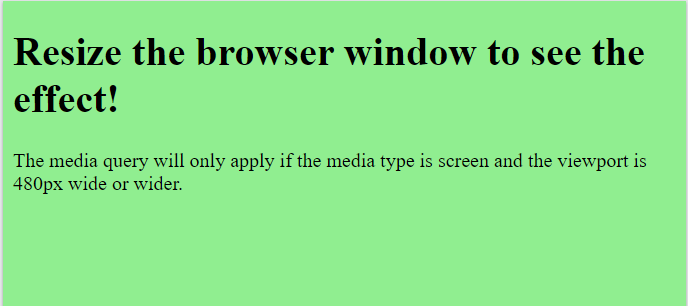 Resize the browser window to see the
effect!
The media query will only apply if the media type is screen and the viewport is
480px wide or wider.